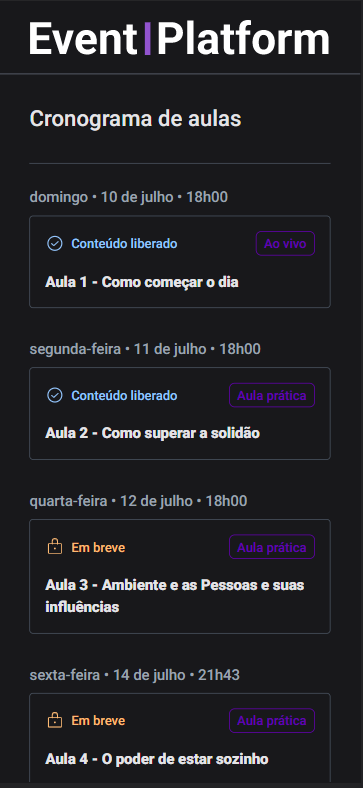 Event|Platform
Cronograma de aulas
domingo • 10 de julho • 18h00
Conteúdo liberado
Ao vivo
Aula 1 - Como começar o dia
segunda-feira • 11 de julho • 18h00
Conteúdo liberado
Aula prática
Aula 2 - Como superar a solidão
quarta-feira • 12 de julho • 18h00
Em breve
Aula prática
Aula 3 - Ambiente e as Pessoas e suas
influências
sexta-feira • 14 de julho • 21h43
Em breve
Aula prática
Aula 4 - O poder de estar sozinho